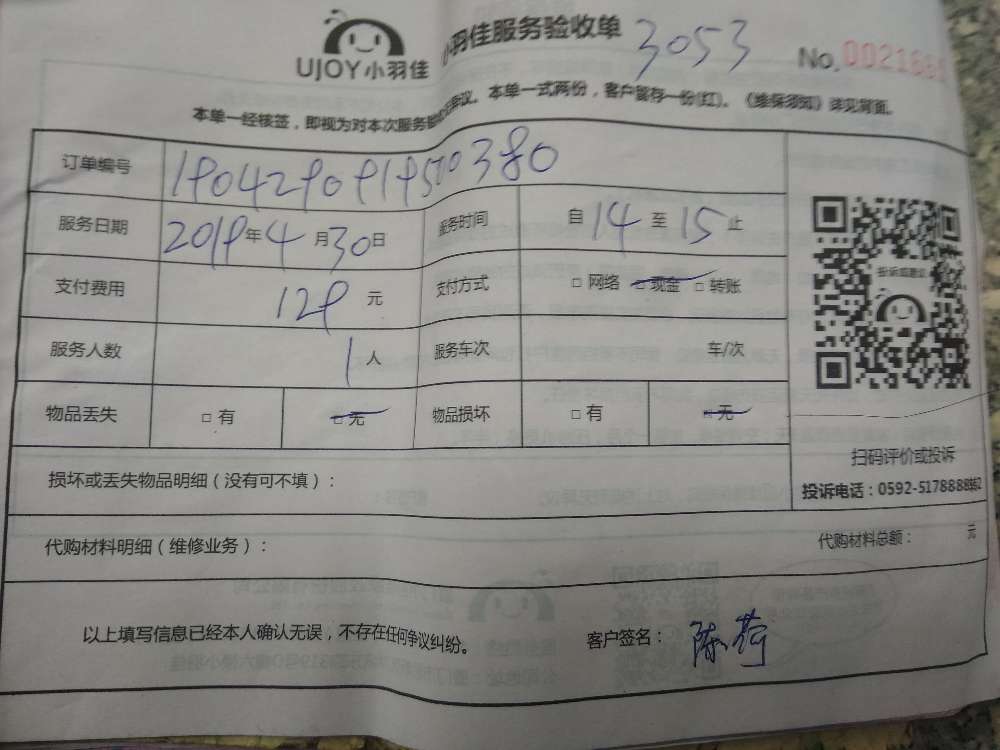 UJOY小羽佳
小羽佳服务验收单
3053
No.
本单一经核签，即视为对本次服务 议。本单一式两份，客户留存一份(红)。《维保须知》详见背面。
订单编号
服务日期 2019年4月30日 服务时间 自14至15止
支付费用 129元 支付方式 □ 网络 □ 现金 □ 转账
服务人数 1人 服务车次 车/次
物品丢失 □ 有 □ 无 物品损坏 □ 有 □ 无
投诉或建议
扫码评价或投诉
投诉电话：
损坏或丢失物品明细（没有可不填）：
代购材料明细（维修业务）： 代购材料总额： 元
以上填写信息已经本人确认无误，不存在任何争议纠纷。 客户签名：